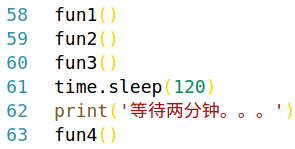 58 fun1()
59 fun2()
60 fun3()
61 time.sleep(120)
62 print('等待两分钟。。。')
63 fun4()